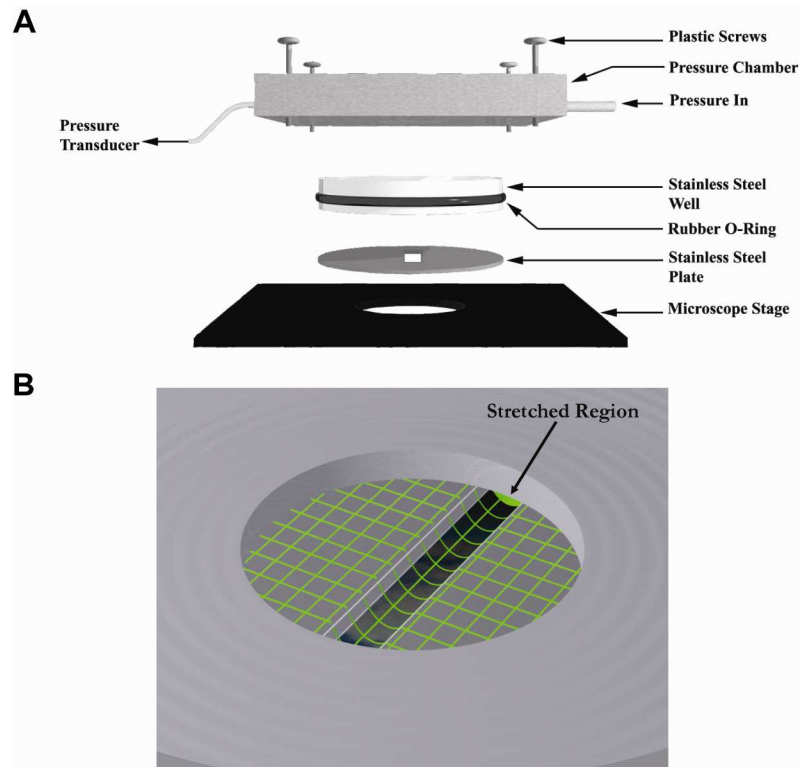 A
Plastic Screws
Pressure Chamber
Pressure In
Pressure
Transducer
Stainless Steel
Well
Rubber O-Ring
Stainless Steel
Plate
Microscope Stage
B
Stretched Region